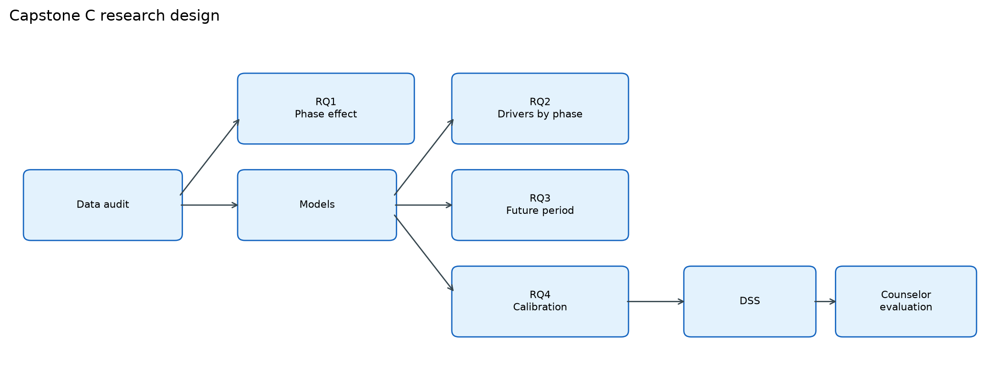 Capstone C research design
RQ1
Phase effect
RQ2
Drivers by phase
Data audit
Models
RQ3
Future period
RQ4
Calibration
DSS
Counselor
evaluation